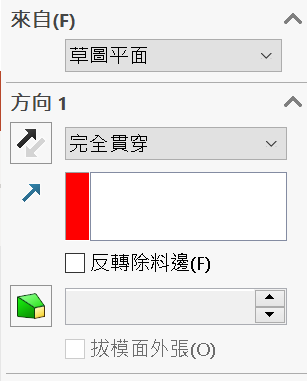 來自(F)
草圖平面
方向 1
完全貫穿
反轉除料邊(F)
拔模面外張(O)